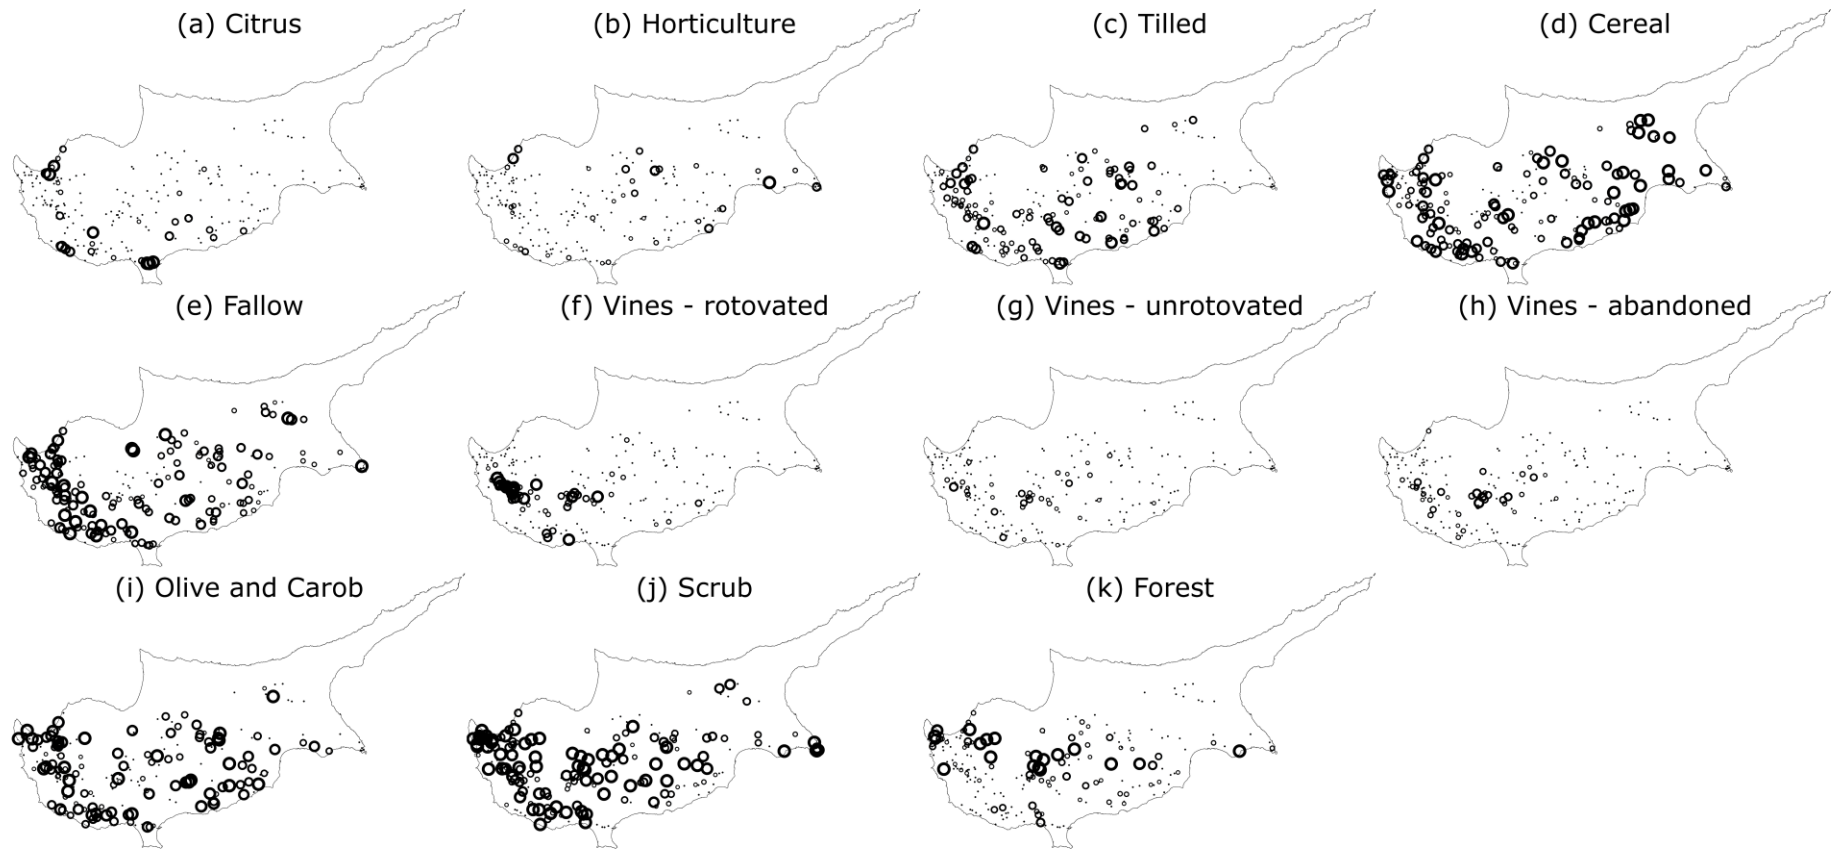 (a) Citrus
(b) Horticulture
(c) Tilled
(d) Cereal
(e) Fallow
(f) Vines - rotovated
(g) Vines - unrotovated
(h) Vines - abandoned
(i) Olive and Carob
(j) Scrub
(k) Forest